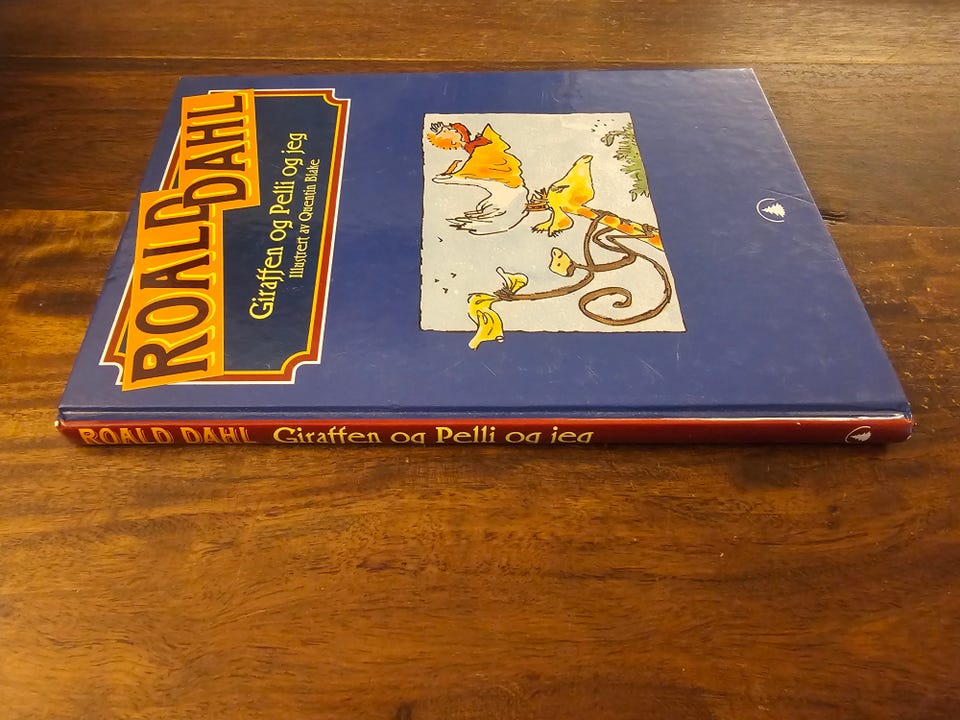 ROALD
DAHL
Giraffen og Pelli og jeg
Illustrert av Quentin Blake
ROALD DAHL Giraffen og Pelli og jeg